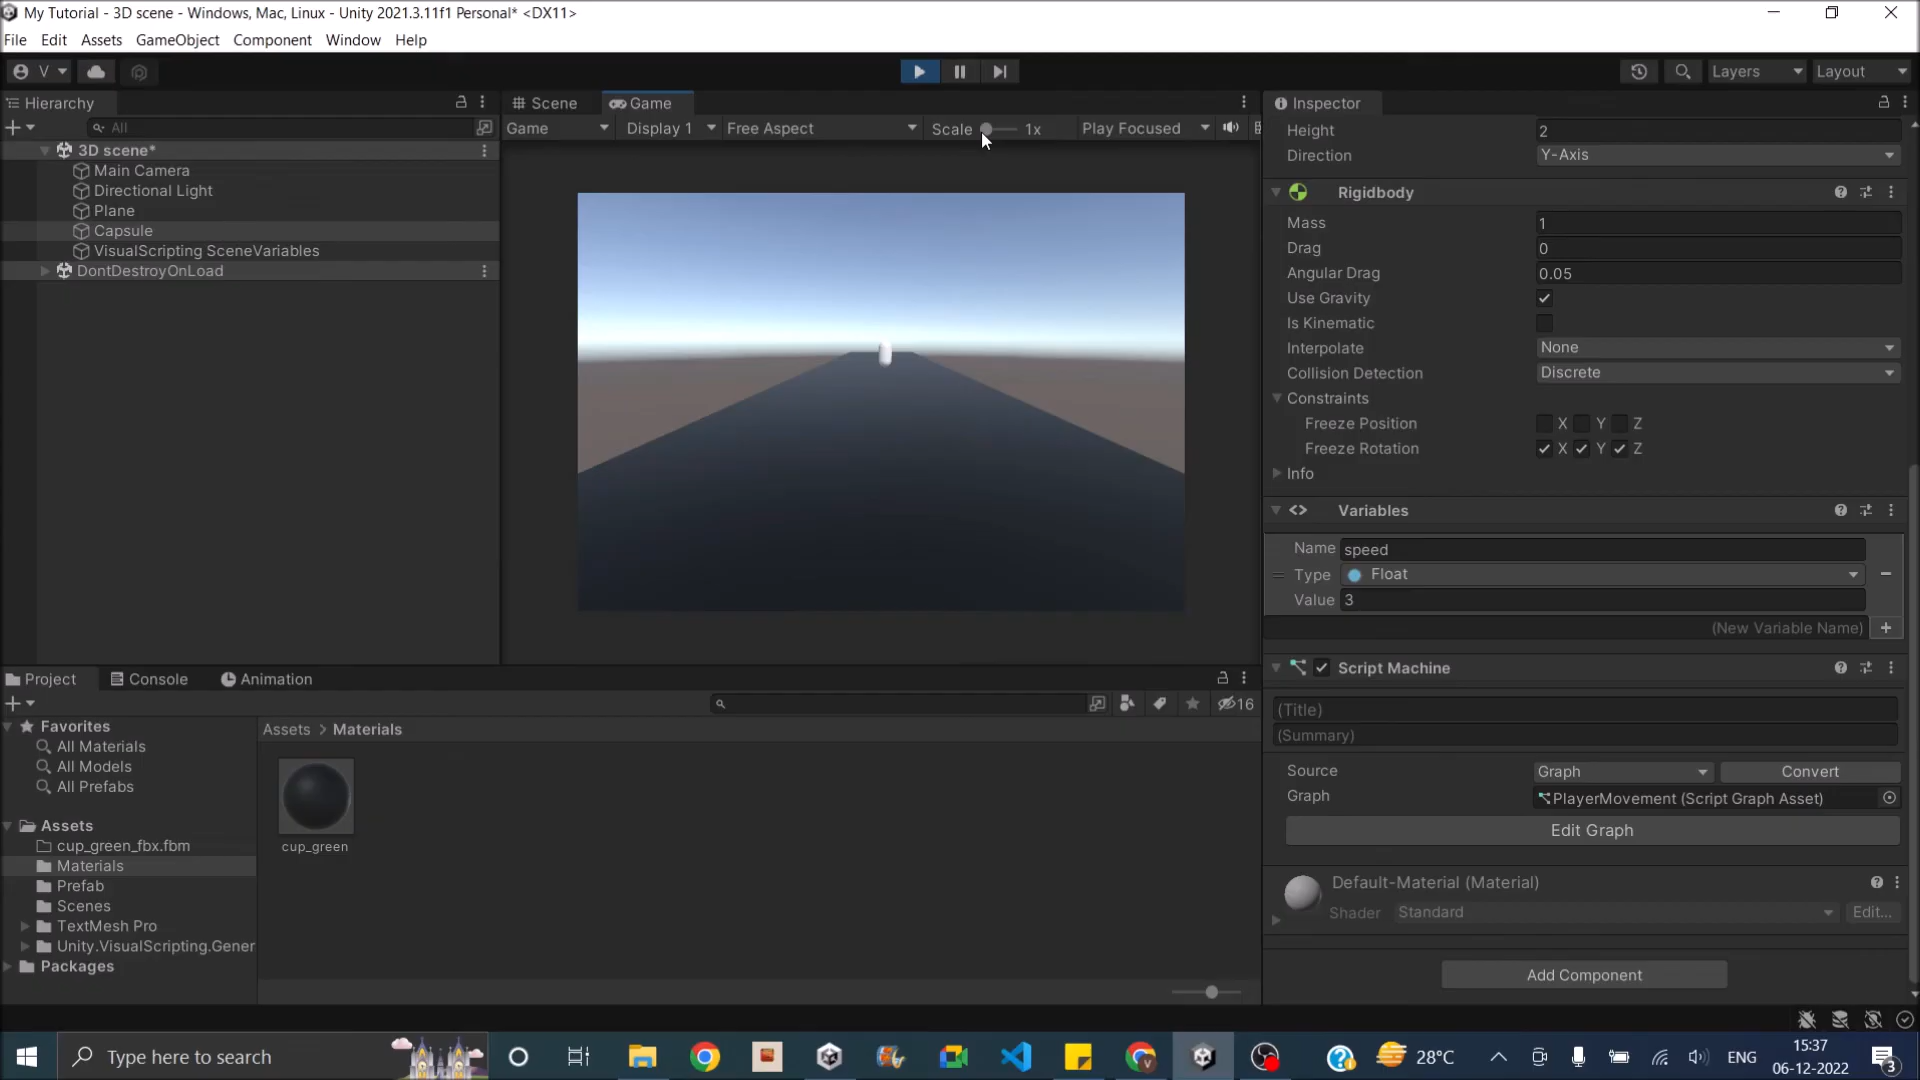 My Tutorial - 3D scene - Windows, Mac, Linux - Unity 2021.3.11f1 Personal* <DX11>
File Edit Assets GameObject Component Window Help
V Layers Layout
Hierarchy
All
3D scene*
Main Camera
Directional Light
Plane
Capsule
VisualScripting SceneVariables
DontDestroyOnLoad
Scene Game
Game Display 1 Free Aspect Scale 1x Play Focused
Inspector
Height 2
Direction Y-Axis
Rigidbody
Mass 1
Drag 0
Angular Drag 0.05
Use Gravity
Is Kinematic
Interpolate None
Collision Detection Discrete
Constraints
Freeze Position X Y Z
Freeze Rotation X Y Z
Info
Variables
Name speed
Type Float
Value 3
(New Variable Name)
Script Machine
(Title)
(Summary)
Source Graph Convert
Graph PlayerMovement (Script Graph Asset)
Edit Graph
Default-Material (Material)
Shader Standard Edit...
Add Component
Project Console Animation
16
Favorites
All Materials
All Models
All Prefabs
Assets
cup_green_fbx.fbm
Materials
Prefab
Scenes
TextMesh Pro
Unity.VisualScripting.Gener
Packages
Assets > Materials
cup_green
Type here to search
28°C
ENG
15:37
06-12-2022
3